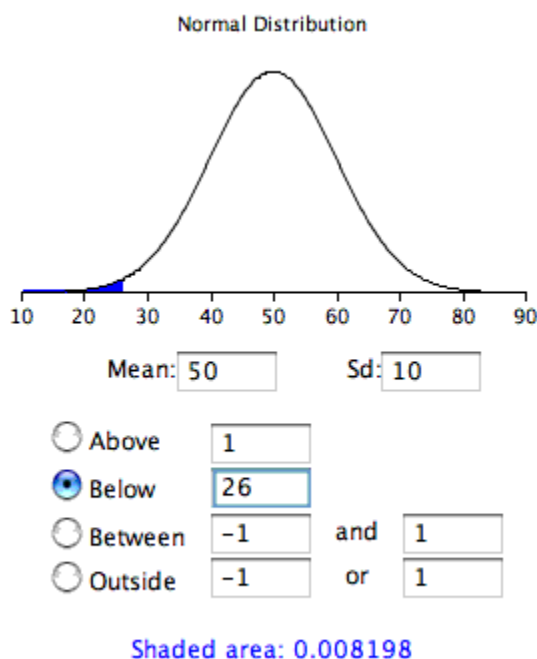 Normal Distribution
10 20 30 40 50 60 70 80 90
Mean: 50 Sd: 10
Above 1
Below 26
Between -1 and 1
Outside -1 or 1
Shaded area: 0.008198